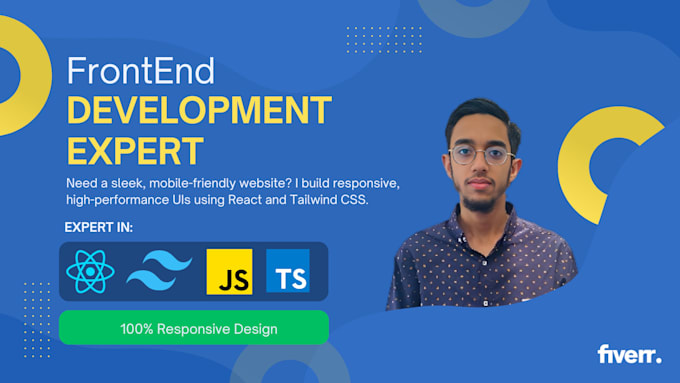 FrontEnd
DEVELOPMENT
EXPERT
Need a sleek, mobile-friendly website? I build responsive,
high-performance UIs using React and Tailwind CSS.
EXPERT IN:
JS TS
100% Responsive Design
fiverr.